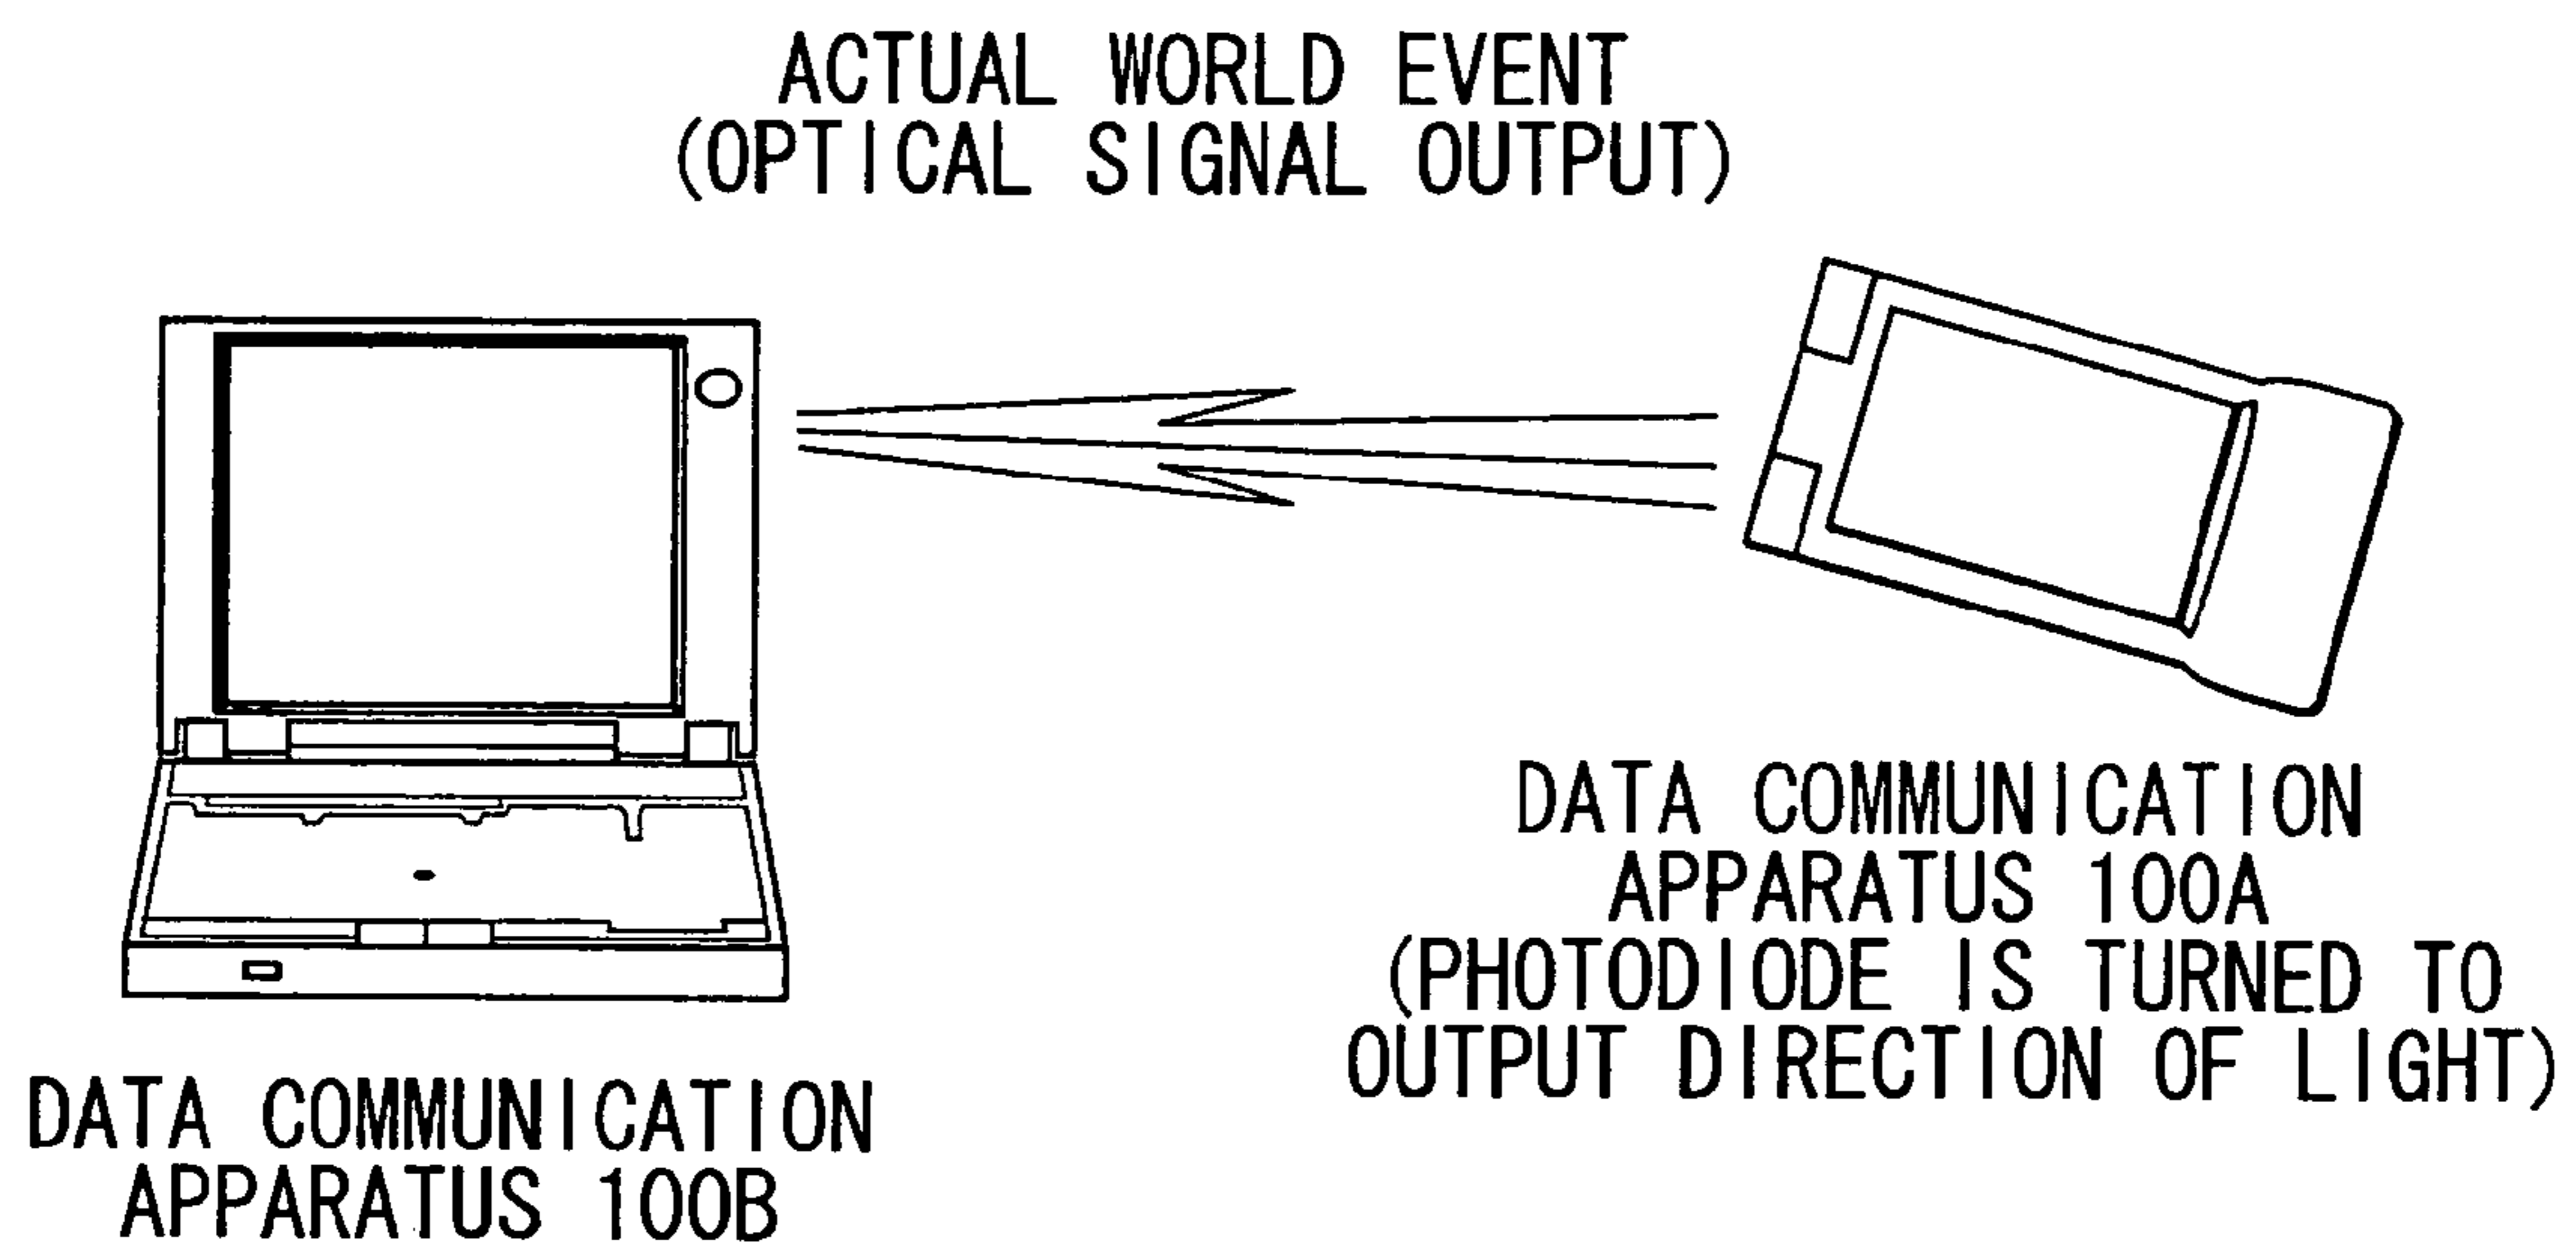 ACTUAL WORLD EVENT
(OPTICAL SIGNAL OUTPUT)
DATA COMMUNICATION
APPARATUS 100A
(PHOTODIODE IS TURNED TO
OUTPUT DIRECTION OF LIGHT)
DATA COMMUNICATION
APPARATUS 100B